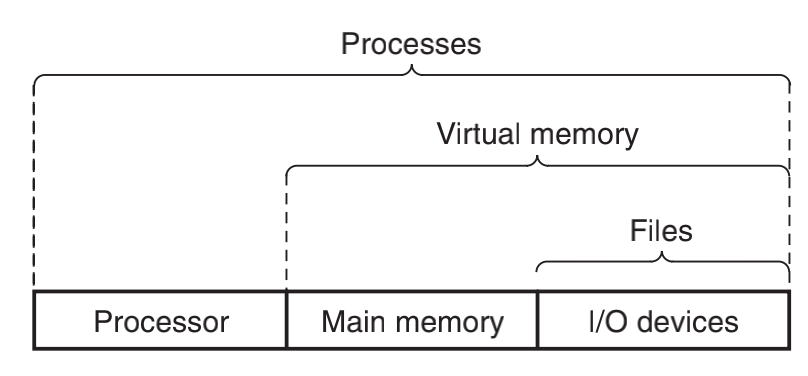 Processes
Virtual memory
Files
Processor
Main memory
I/O devices